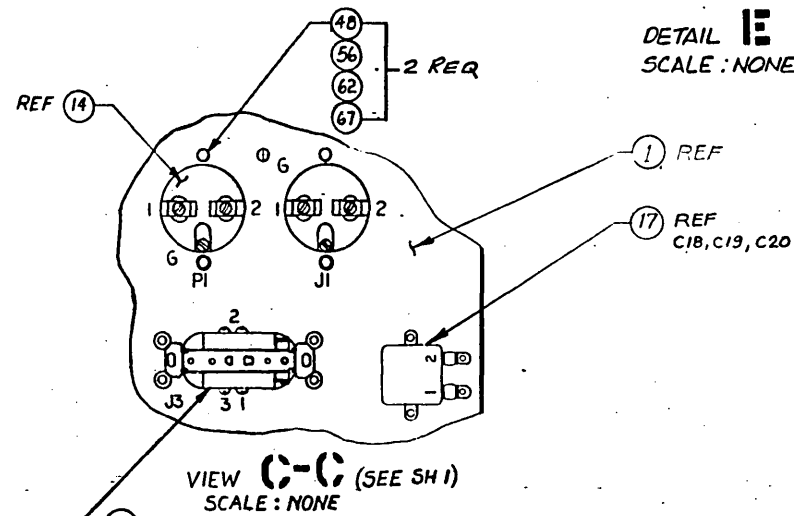 DETAIL E
SCALE : NONE
48
56
62
67
2 REQ
REF 14
1 REF
17 REF
C18, C19, C20
G
1 2
1 2
G
P1
J1
2
J3
3 1
2
1
VIEW C-C (SEE SH 1)
SCALE : NONE